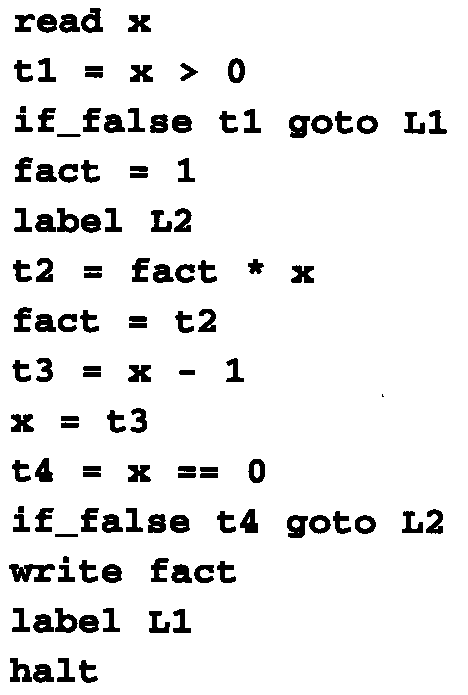 read x
t1 = x > 0
if_false t1 goto L1
fact = 1
label L2
t2 = fact * x
fact = t2
t3 = x - 1
x = t3
t4 = x == 0
if_false t4 goto L2
write fact
label L1
halt